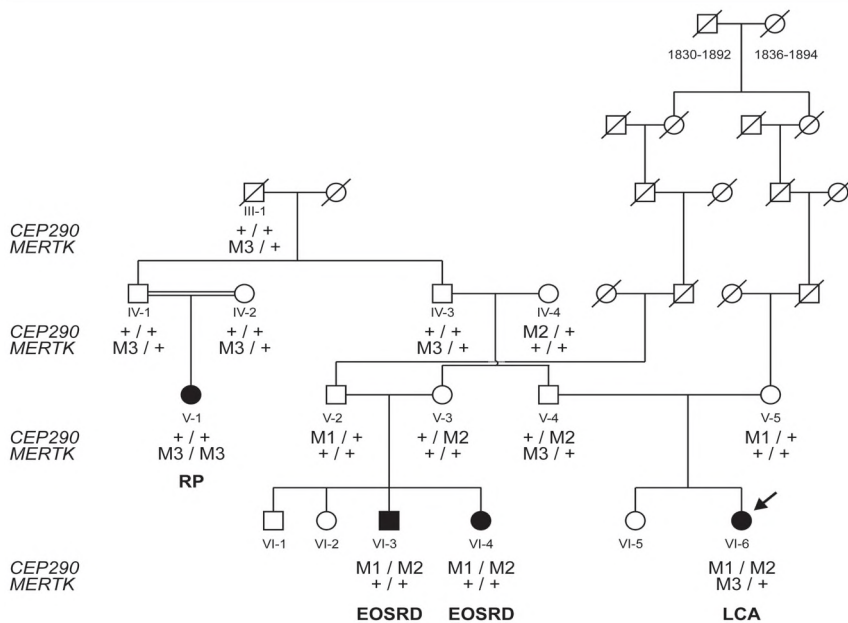 1830-1892 1836-1894
III-1
CEP290 + / +
MERTK M3 / +
IV-1 IV-2 IV-3 IV-4
CEP290 + / + + / + + / + M2 / +
MERTK M3 / + M3 / + M3 / + + / +
V-1 V-2 V-3 V-4 V-5
CEP290 + / + M1 / + + / M2 + / M2 M1 / +
MERTK M3 / M3 + / + + / + M3 / + + / +
RP
VI-1 VI-2 VI-3 VI-4 VI-5 VI-6
CEP290 M1 / M2 M1 / M2 M1 / M2
MERTK + / + + / + M3 / +
EOSRD EOSRD LCA